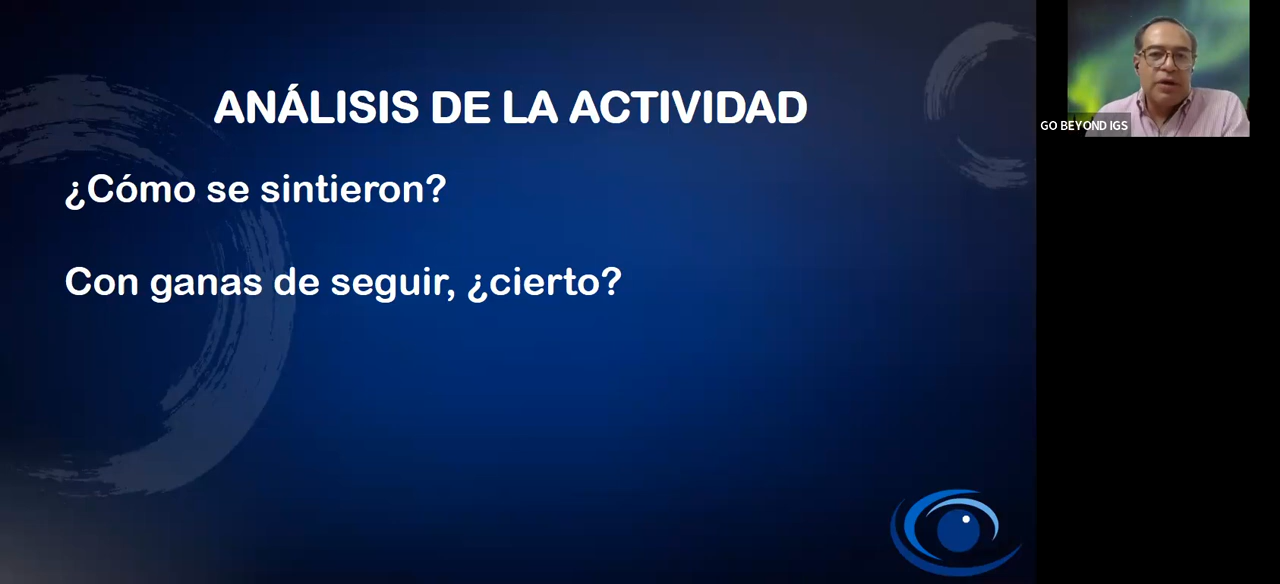 ANÁLISIS DE LA ACTIVIDAD
¿Cómo se sintieron?
Con ganas de seguir, ¿cierto?
GO BEYOND IGS